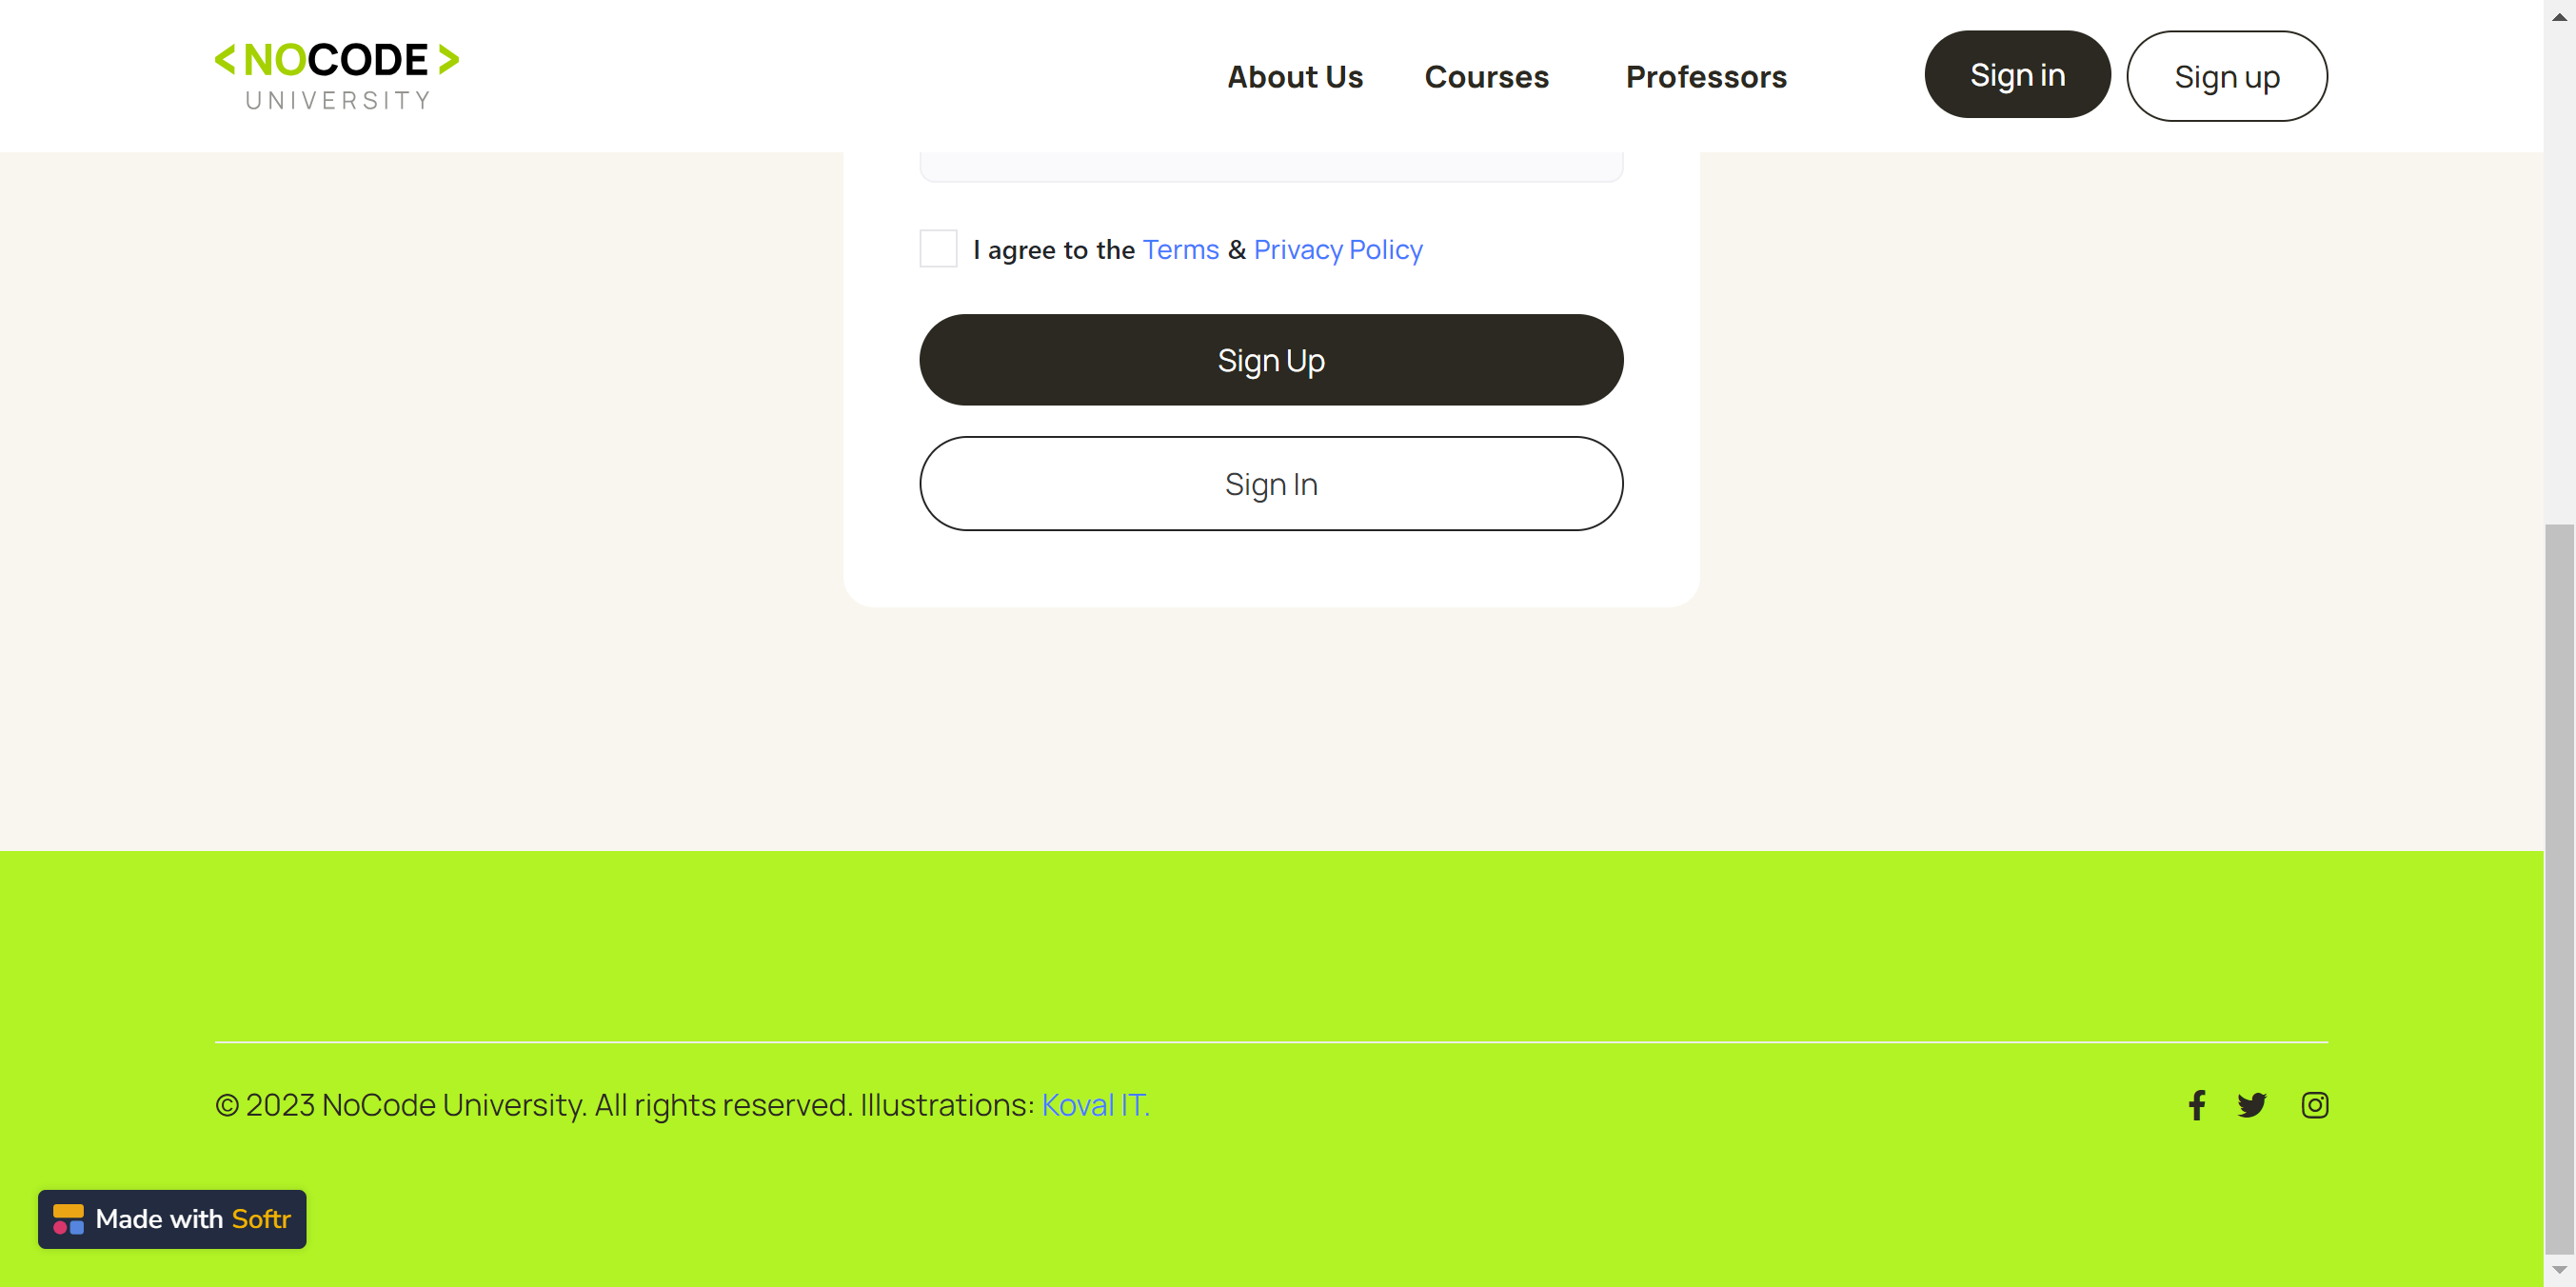 <NOCODE>
UNIVERSITY
About Us Courses Professors Sign in Sign up
I agree to the Terms & Privacy Policy
Sign Up
Sign In
© 2023 NoCode University. All rights reserved. Illustrations: Koval IT.
Made with Softr